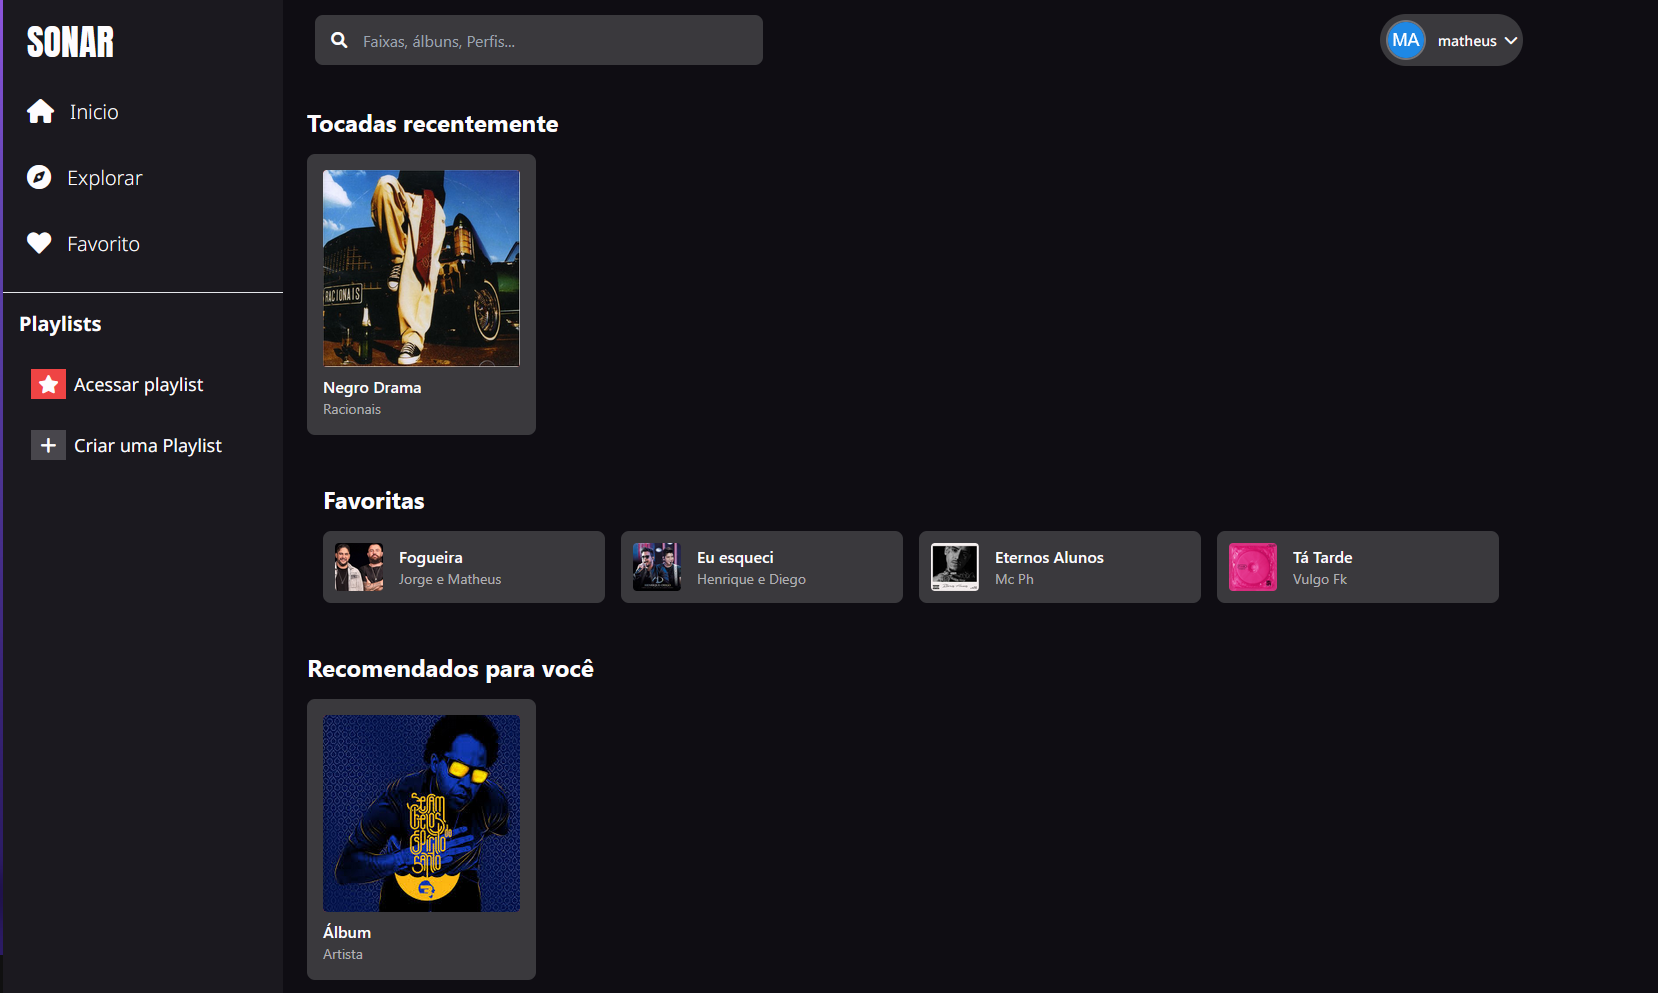 SONAR
Faixas, álbuns, Perfis...
MA
matheus
Inicio
Explorar
Favorito
Playlists
Acessar playlist
Criar uma Playlist
Tocadas recentemente
RACIONAIS
Negro Drama
Racionais
Favoritas
Fogueira
Jorge e Matheus
Eu esqueci
Henrique e Diego
Eternos Alunos
Mc Ph
Tá Tarde
Vulgo Fk
Recomendados para você
Álbum
Artista